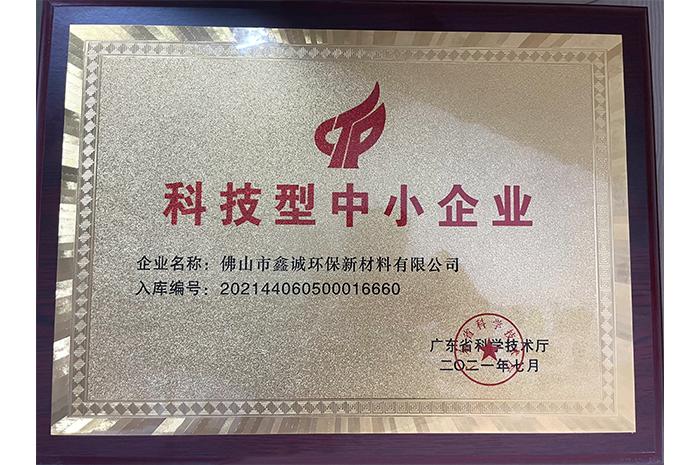 科技型中小企业
企业名称：佛山市鑫诚环保新材料有限公司
入库编号：202144060500016660
广东省科学技术厅
二〇二一年七月